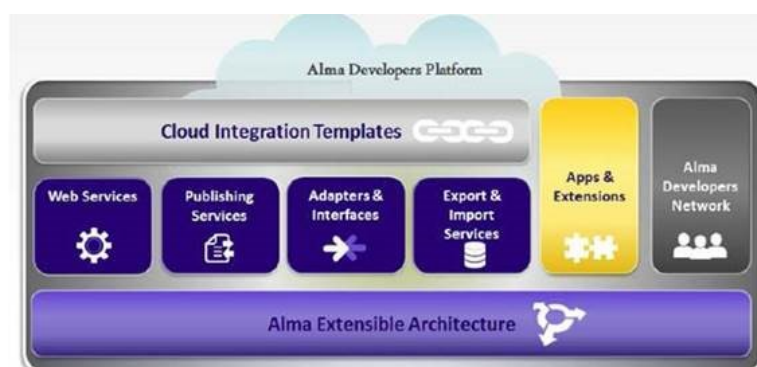 Alma Developers Platform
Cloud Integration Templates
Web Services
Publishing
Services
Adapters &
Interfaces
Export &
Import
Services
Apps &
Extensions
Alma
Developers
Network
Alma Extensible Architecture